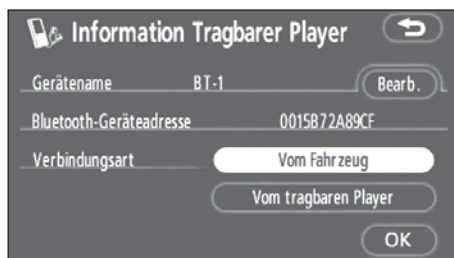 Information Tragbarer Player
Gerätename BT-1 Bearb.
Bluetooth-Geräteadresse 0015B72A89CF
Verbindungsart Vom Fahrzeug
Vom tragbaren Player
OK